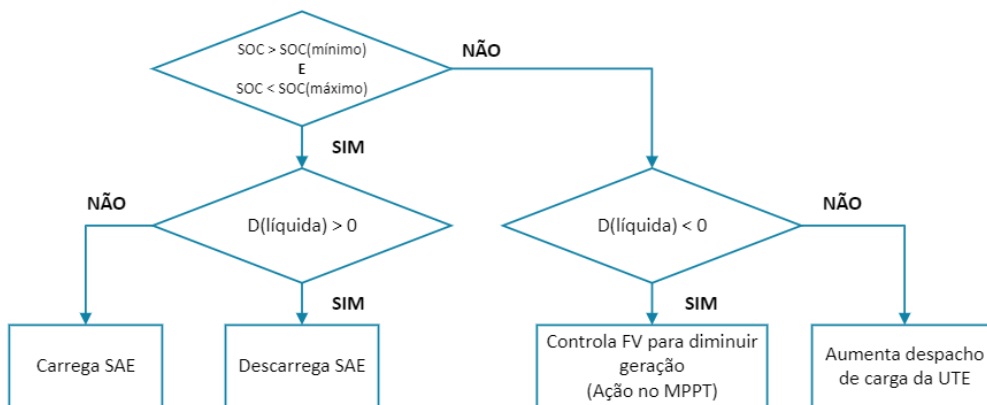 SOC > SOC(mínimo)
E
SOC < SOC(máximo)
NÃO
SIM
NÃO
D(líquida) > 0
D(líquida) < 0
NÃO
SIM
SIM
Carrega SAE
Descarrega SAE
Controla FV para diminuir
geração
(Ação no MPPT)
Aumenta despacho
de carga da UTE